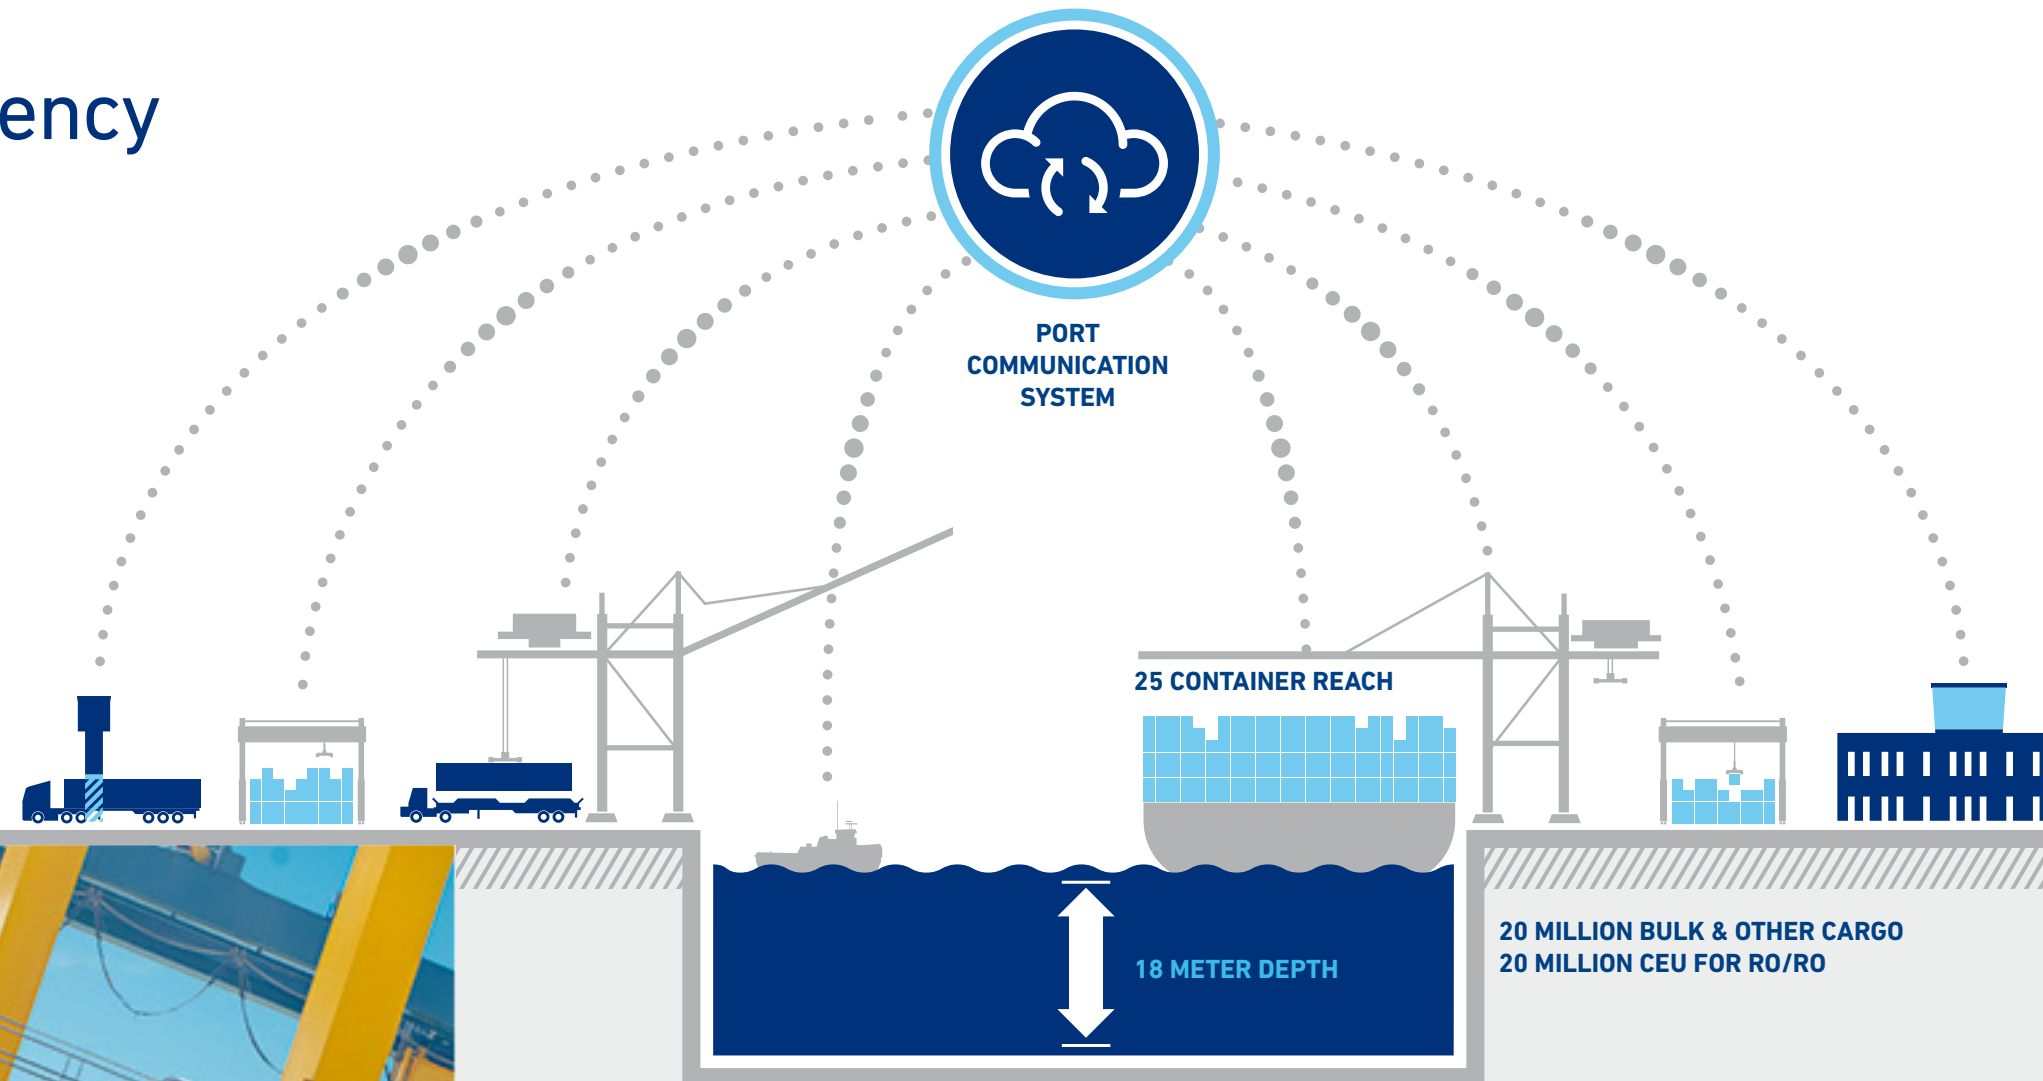 ency
PORT
COMMUNICATION
SYSTEM
25 CONTAINER REACH
18 METER DEPTH
20 MILLION BULK & OTHER CARGO
20 MILLION CEU FOR RO/RO